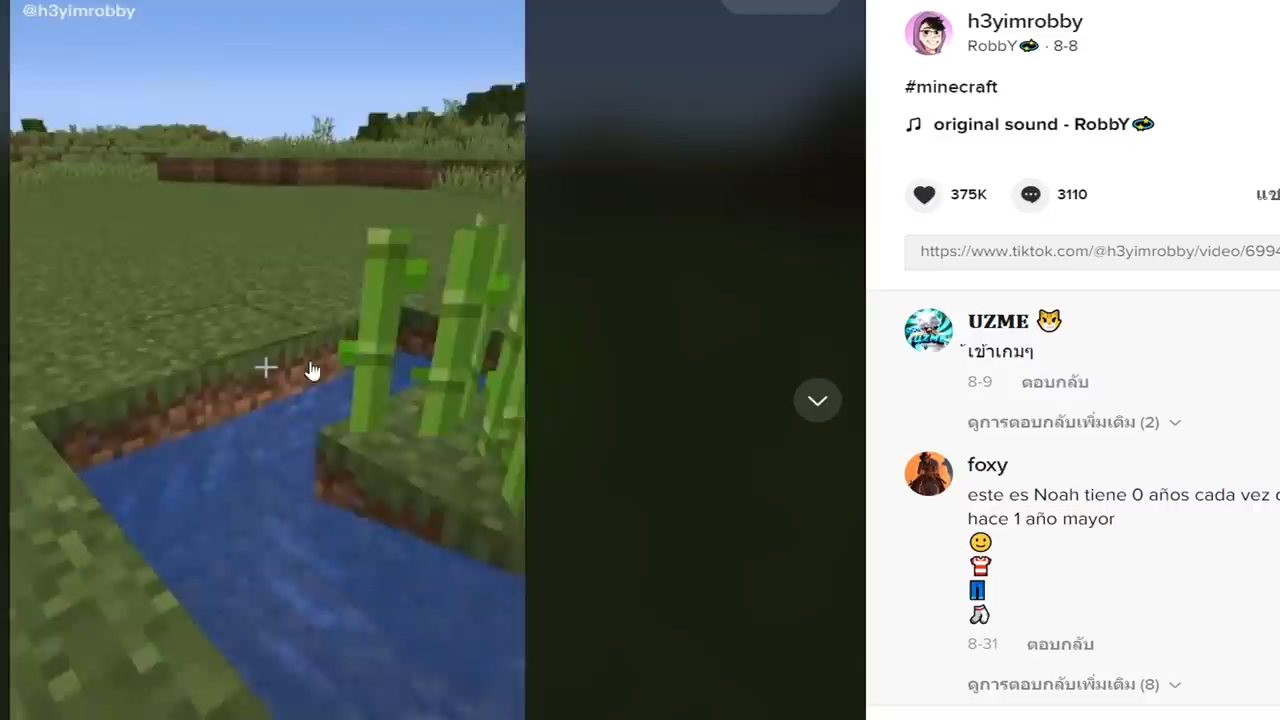 @h3yimrobby
h3yimrobby
RobbY · 8-8
#minecraft
original sound - RobbY
375K
3110
https://www.tiktok.com/@h3yimrobby/video/6994
UZME
้เข้าเกมๆ
8-9 ตอบกลับ
ดูการตอบกลับเพิ่มเติม (2)
foxy
este es Noah tiene 0 años cada vez
hace 1 año mayor
8-31 ตอบกลับ
ดูการตอบกลับเพิ่มเติม (8)